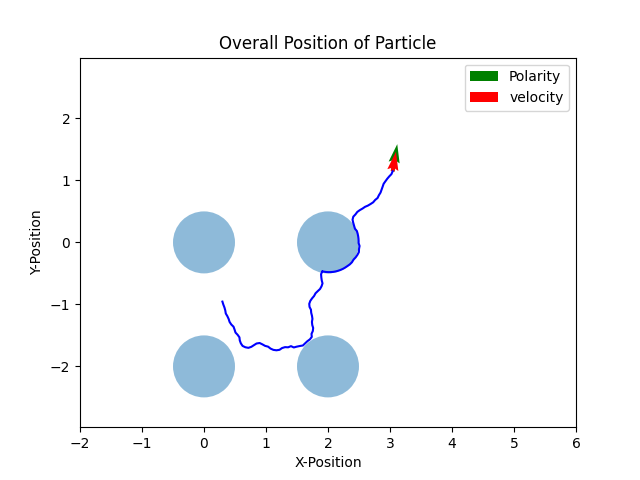 Overall Position of Particle
Polarity
velocity
2
1
0
−1
−2
Y-Position
−2 −1 0 1 2 3 4 5 6
X-Position